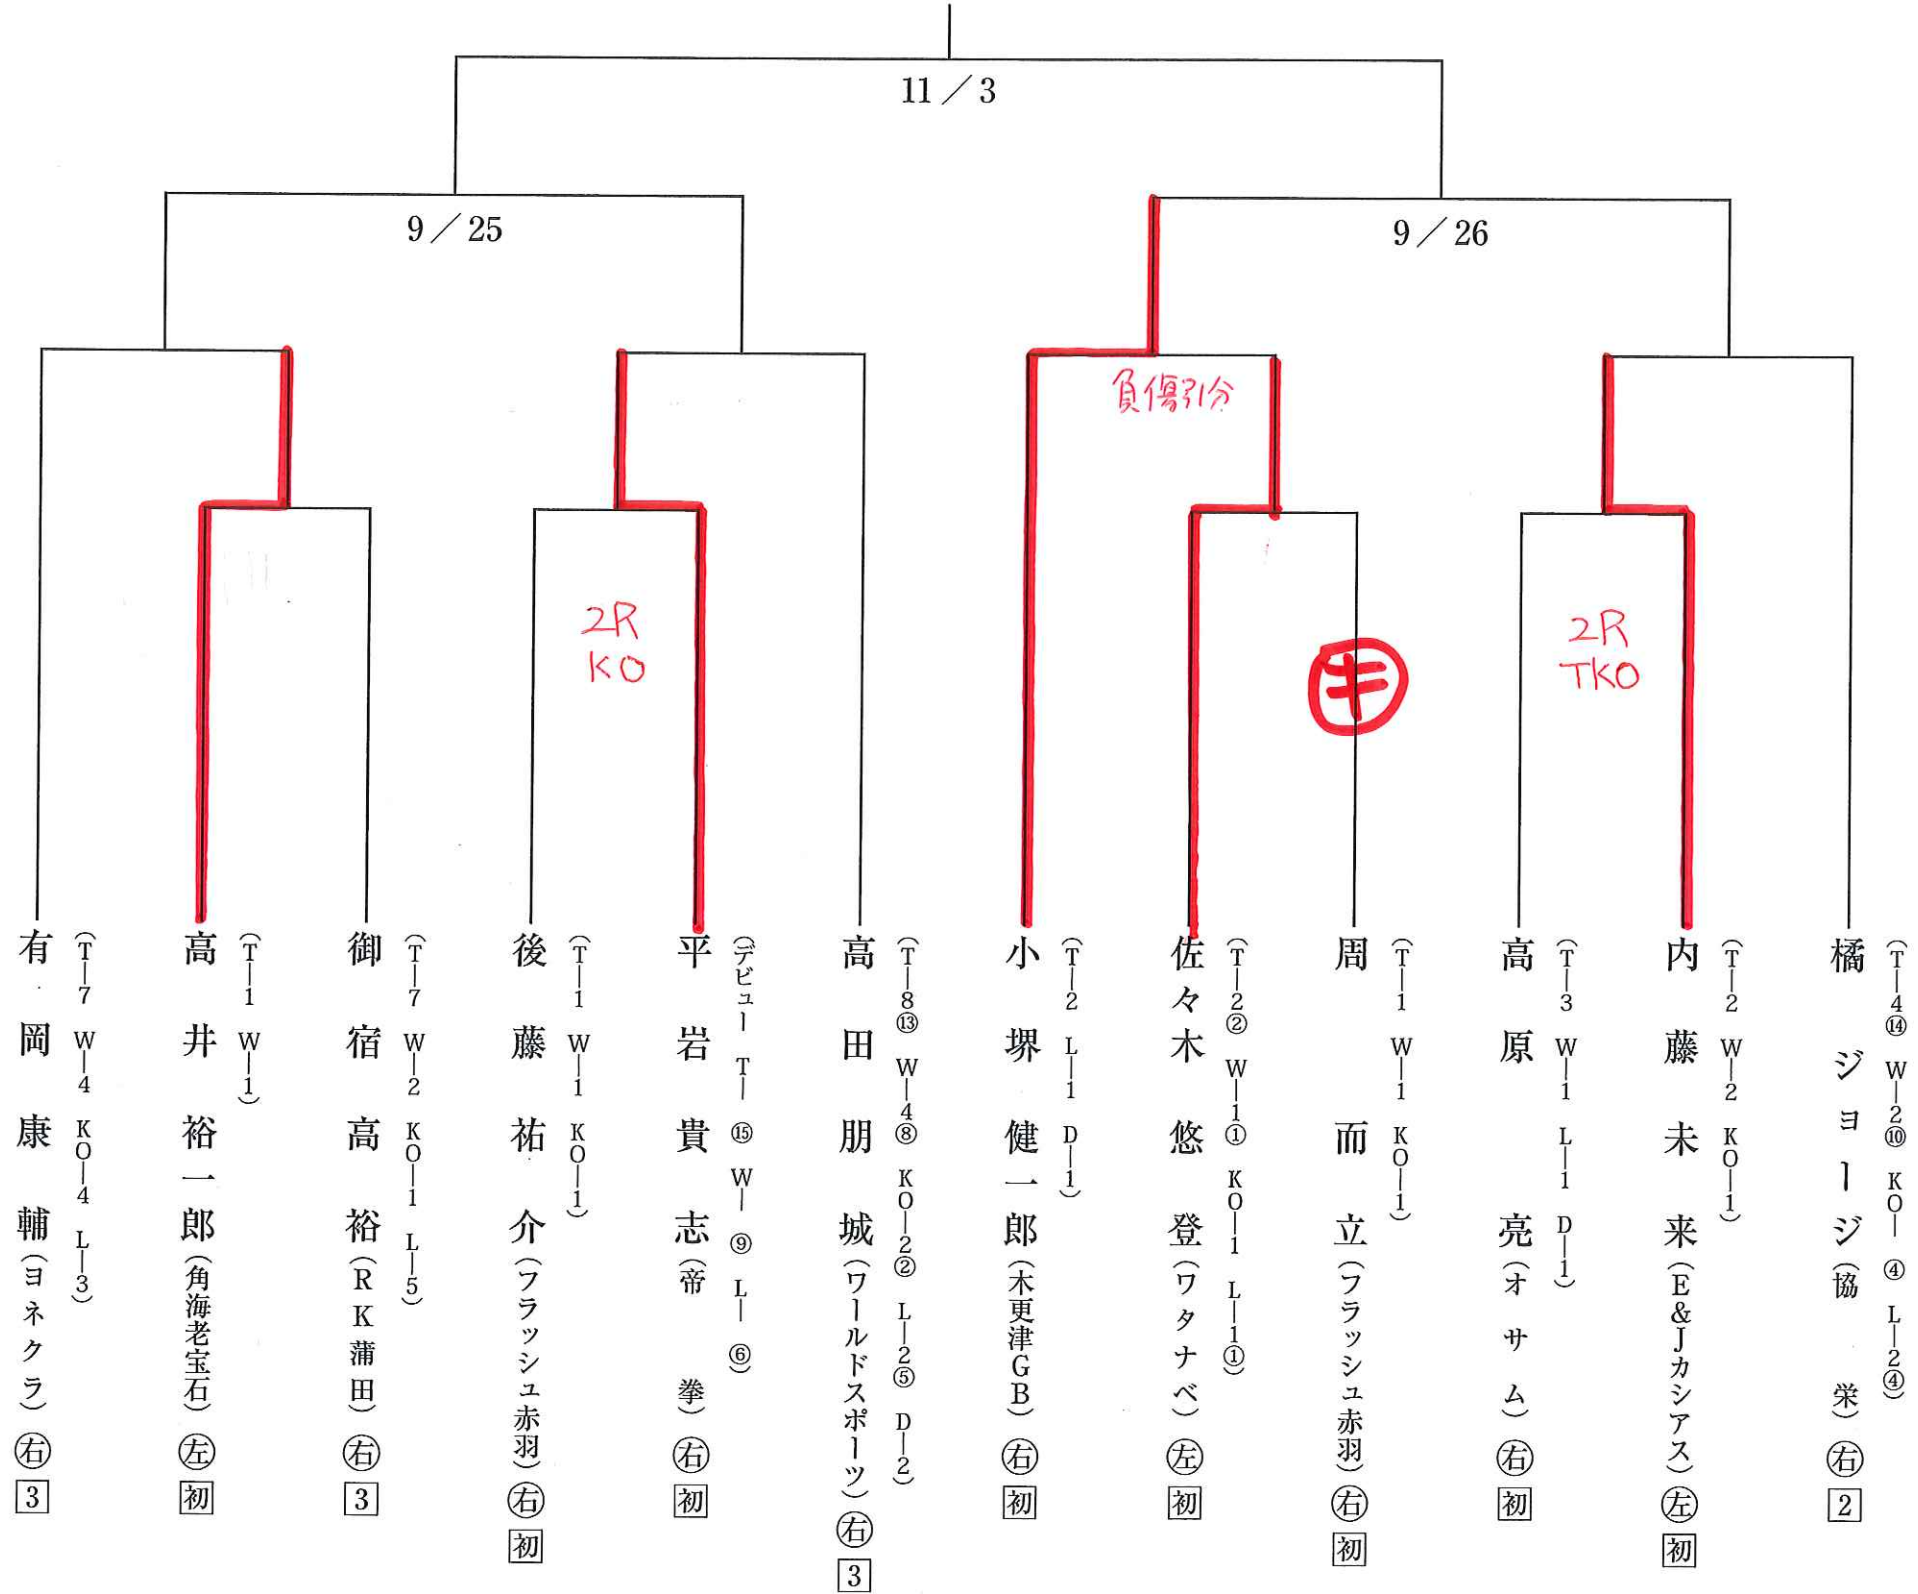 11／3
9／25
9／26
負傷引分
2R
KO
2R
TKO
キ
有岡康輔（ヨネクラ）右 3
（T—7 W—4 KO—4 L—3）
高井裕一郎（角海老宝石）左 初
（T—1 W—1）
御宿高裕（RK蒲田）右 3
（T—7 W—2 KO—1 L—5）
後藤祐介（フラッシュ赤羽）右 初
（T—1 W—1 KO—1）
平岩貴志（帝拳）右 初
（デビュー T—⑮ W—⑨ L—⑥）
高田朋城（ワールドスポーツ）右 3
（T—8⑬ W—4⑧ KO—2② L—2⑤ D—2）
小堺健一郎（木更津GB）右 初
（T—2 L—1 D—1）
佐々木悠登（ワタナベ）左 初
（T—2② W—1① KO—1 L—1①）
周而立（フラッシュ赤羽）右 初
（T—1 W—1 KO—1）
高原亮（オサム）右 初
（T—3 W—1 L—1 D—1）
内藤未来（E&Jカシアス）左 初
（T—2 W—2 KO—1）
橘ジョージ（協栄）右 2
（T—4⑭ W—2⑩ KO—④ L—2④）